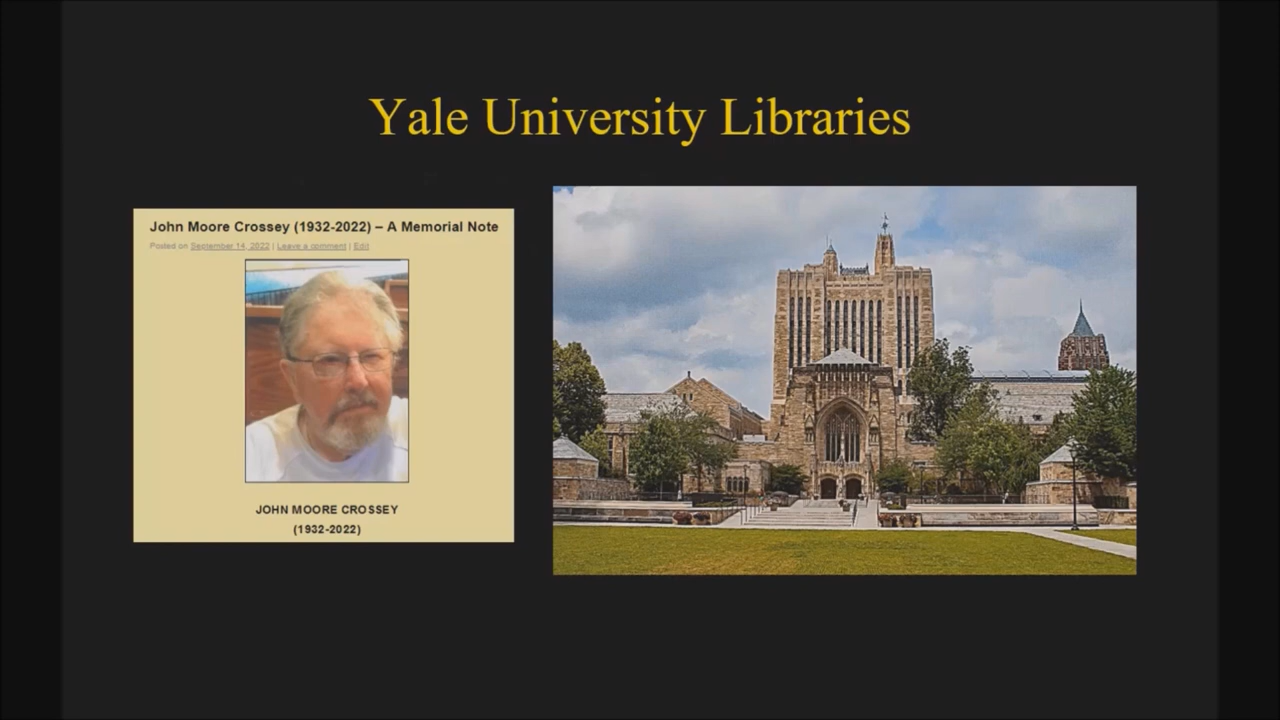 Yale University Libraries
John Moore Crossey (1932-2022) – A Memorial Note
Posted on September 14, 2022 | Leave a comment | Edit
JOHN MOORE CROSSEY
(1932-2022)